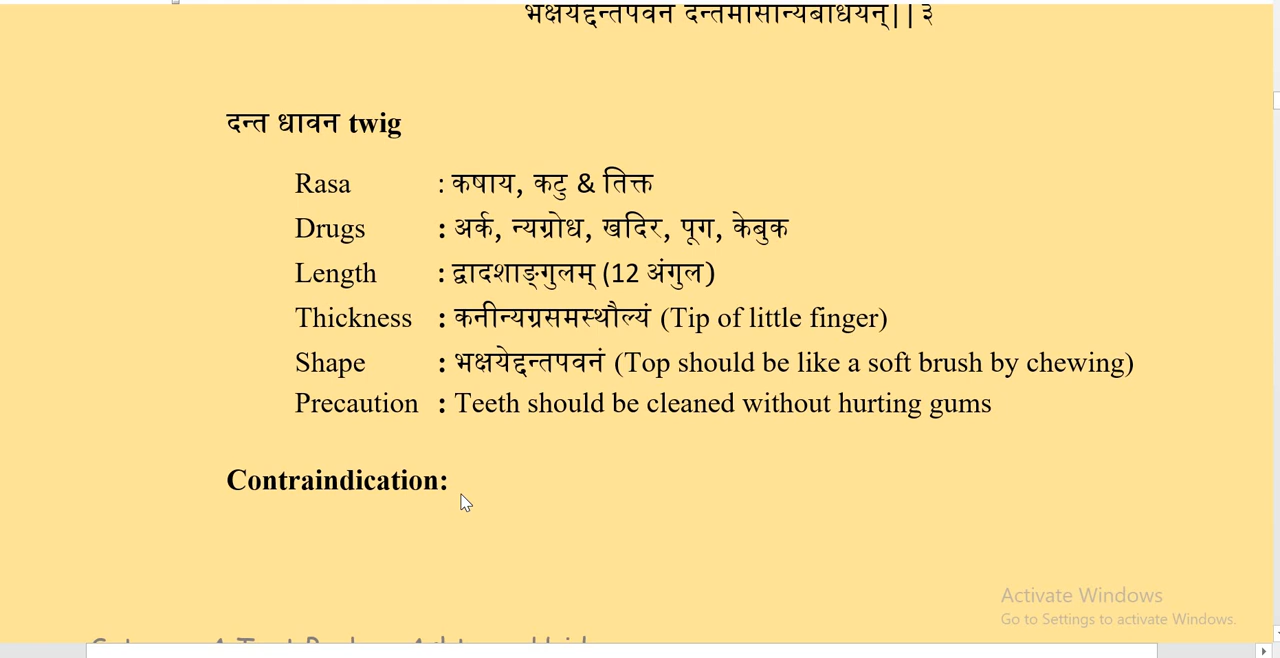 भक्षयेद्दन्तपवनं दन्तमांसान्यबाधयन्||३
दन्त धावन twig
Rasa : कषाय, कटु & तिक्त
Drugs : अर्क, न्यग्रोध, खदिर, पूग, केबुक
Length : द्वादशाङ्गुलम् (12 अंगुल)
Thickness : कनीन्यग्रसमस्थौल्यं (Tip of little finger)
Shape : भक्षयेद्दन्तपवनं (Top should be like a soft brush by chewing)
Precaution : Teeth should be cleaned without hurting gums
Contraindication:
Activate Windows
Go to Settings to activate Windows.